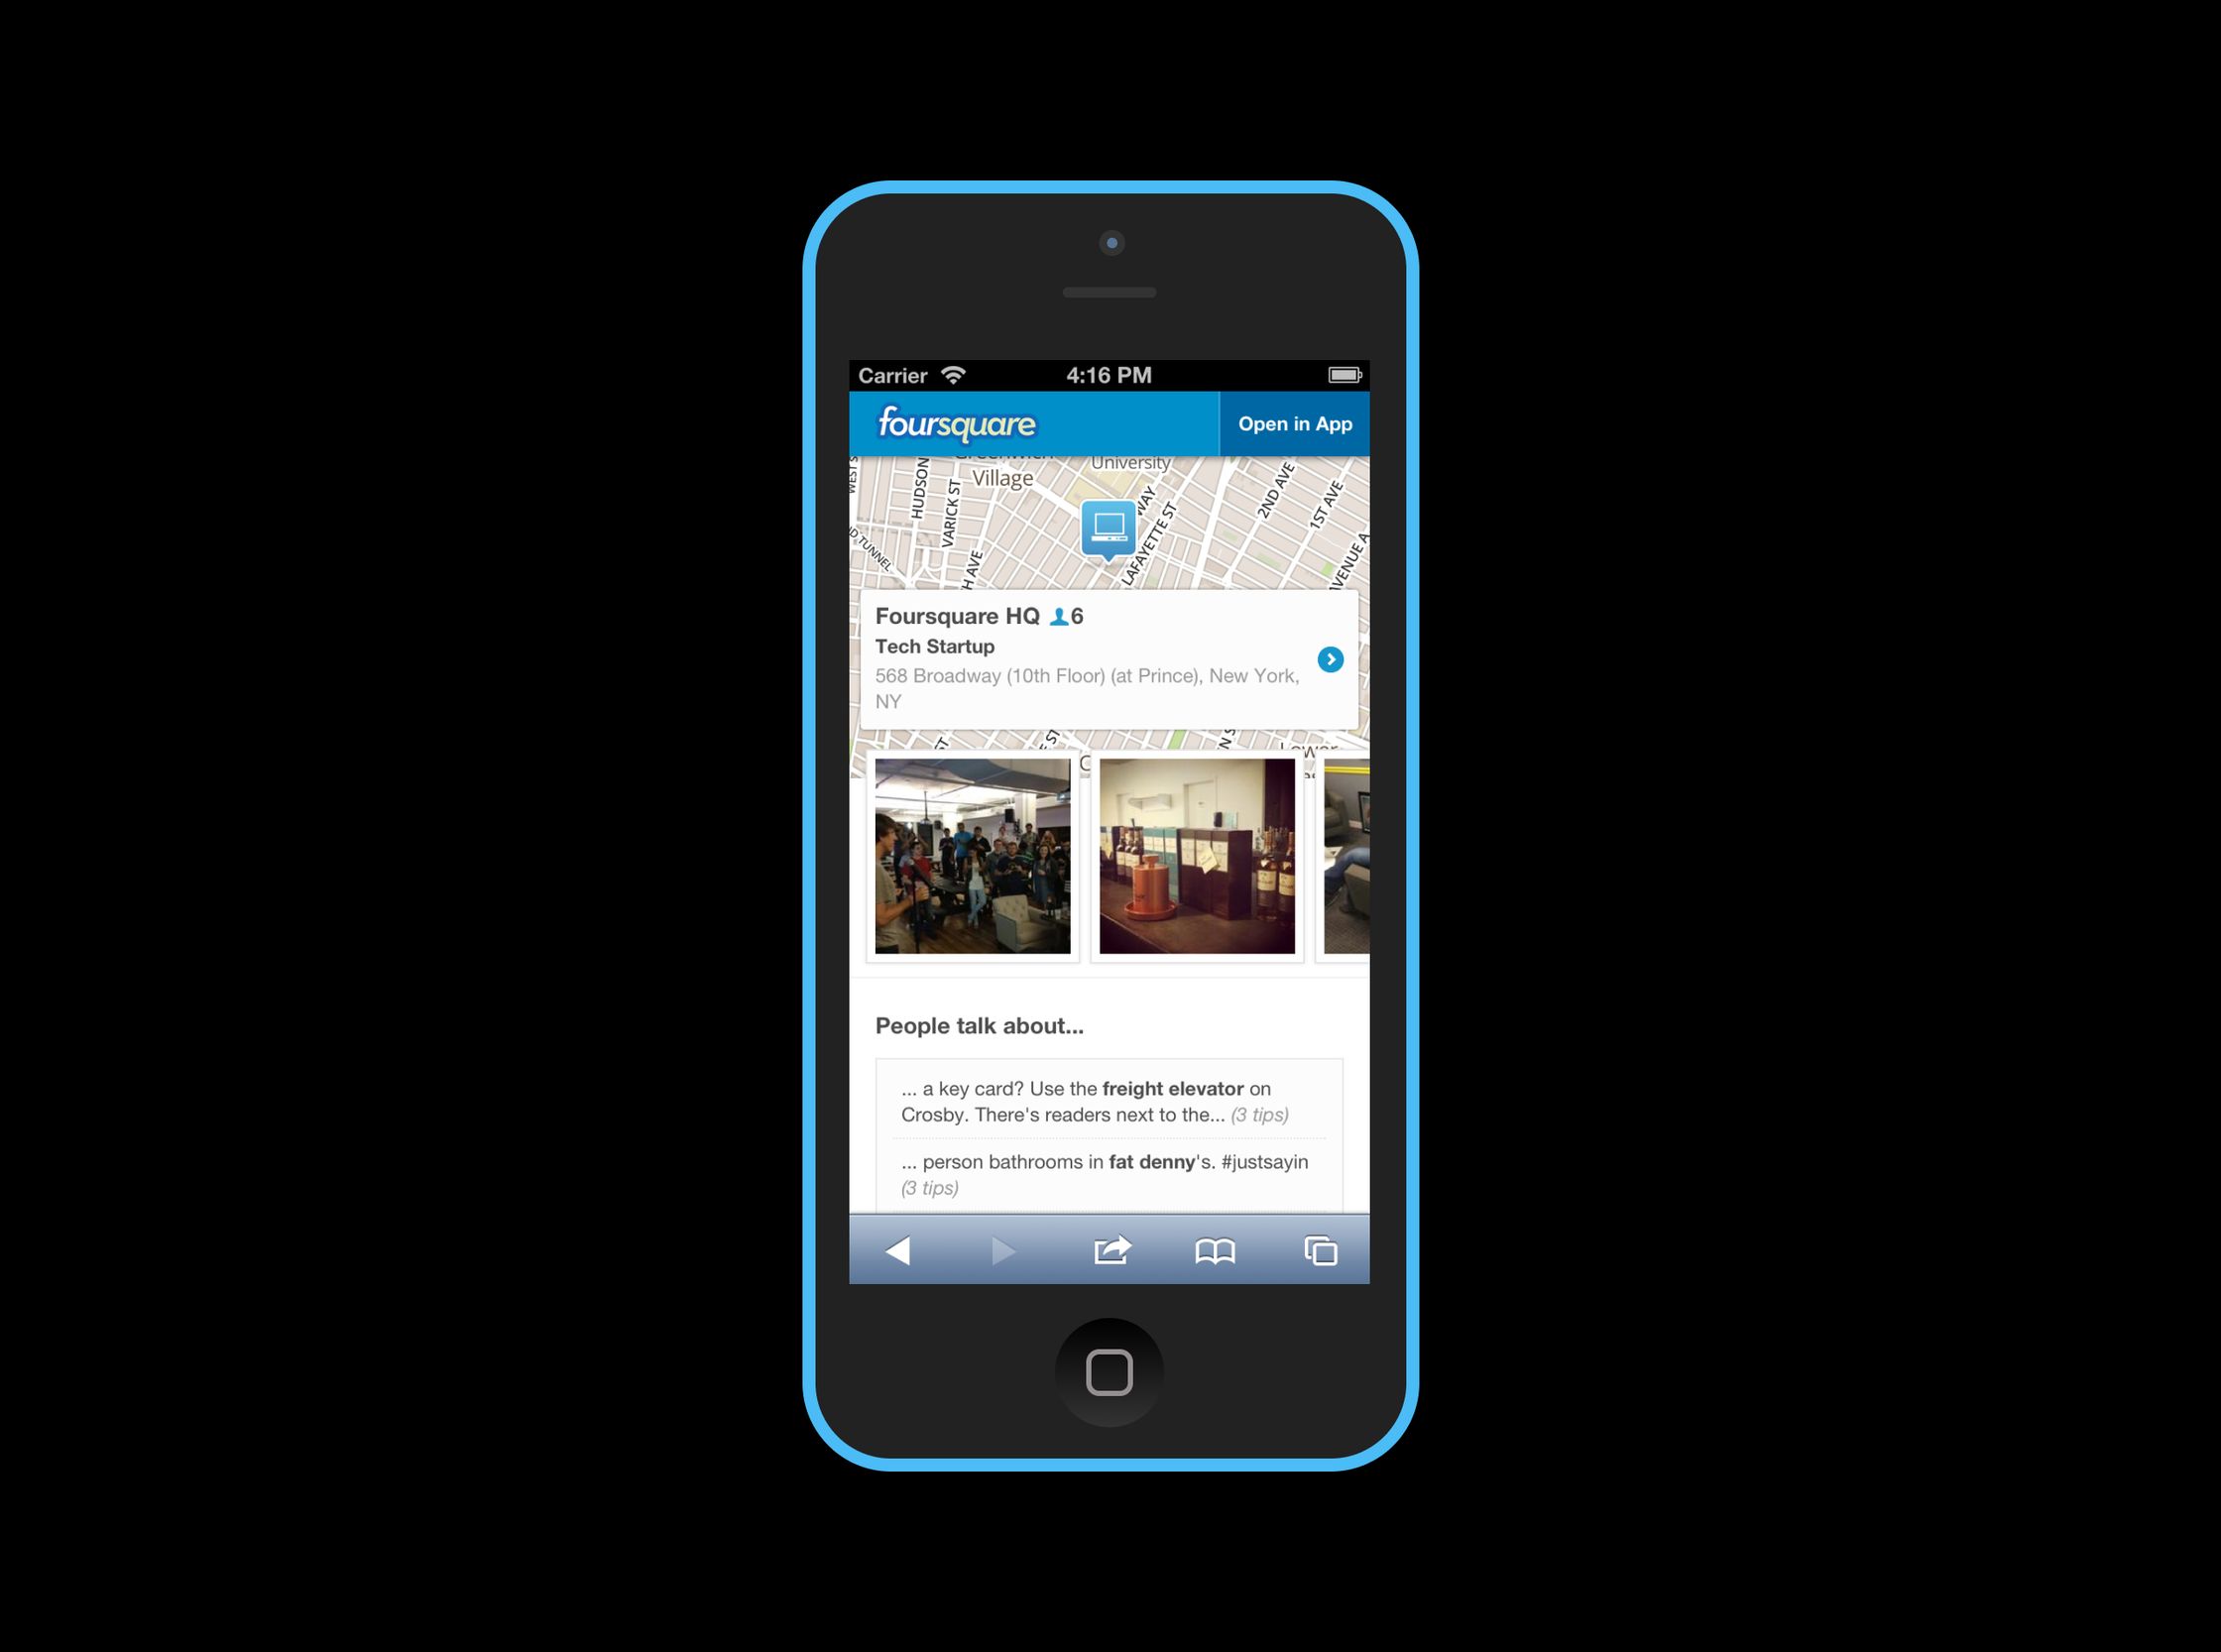 Carrier 4:16 PM
foursquare Open in App
Village
University
HUDSON
VARICK ST
LAFAYETTE ST
2ND AVE
1ST AVE
AVENUE A
TUNNEL
Foursquare HQ 6
Tech Startup
568 Broadway (10th Floor) (at Prince), New York,
NY
People talk about...
... a key card? Use the freight elevator on
Crosby. There's readers next to the... (3 tips)
... person bathrooms in fat denny's. #justsayin
(3 tips)